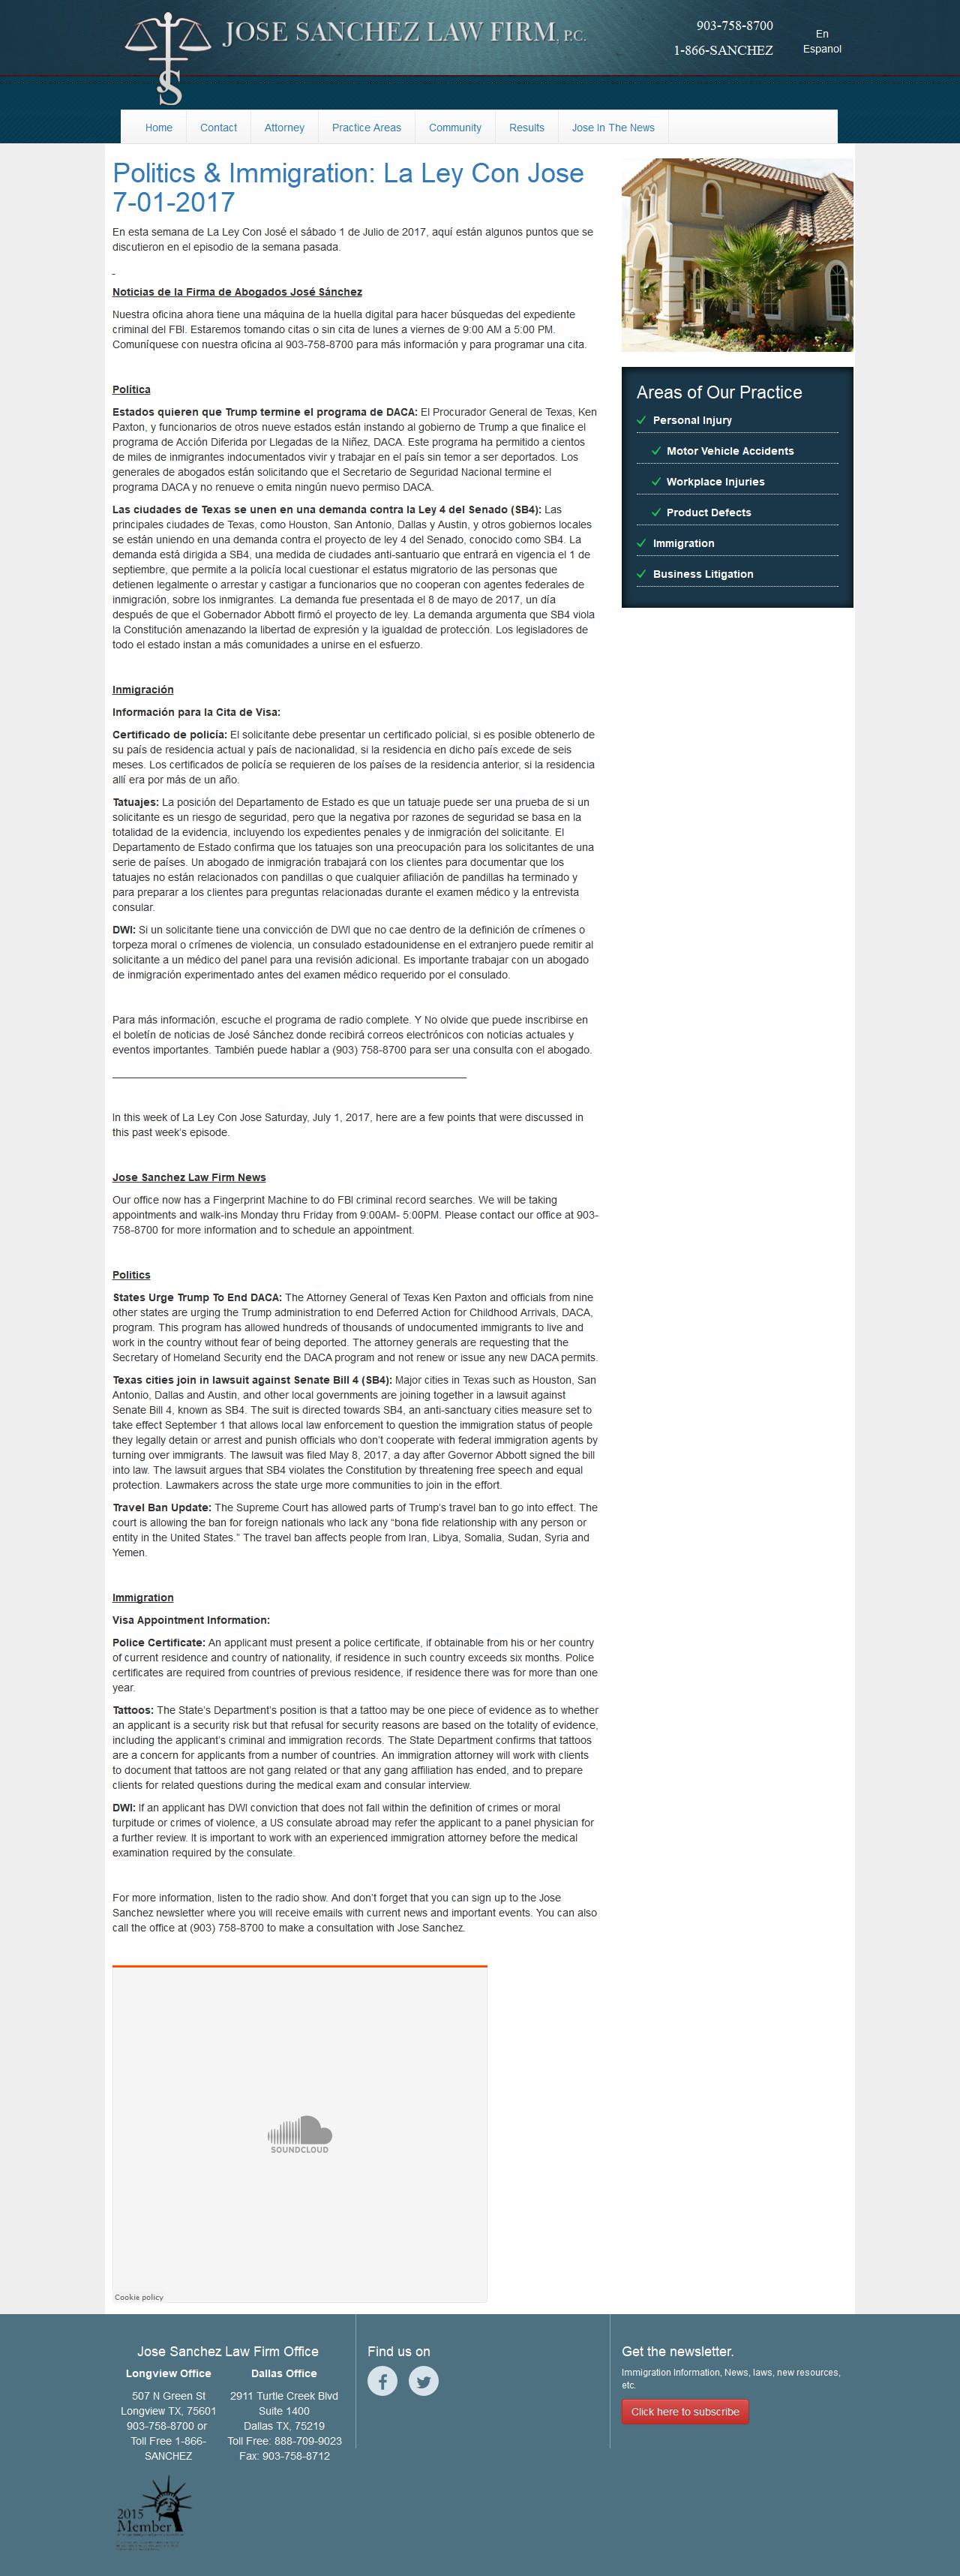 JOSE SANCHEZ LAW FIRM, P.C.
903-758-8700
1-866-SANCHEZ
En
Espanol
Home
Contact
Attorney
Practice Areas
Community
Results
Jose In The News
Politics & Immigration: La Ley Con Jose
7-01-2017
En esta semana de La Ley Con José el sábado 1 de Julio de 2017, aquí están algunos puntos que se
discutieron en el episodio de la semana pasada.
Noticias de la Firma de Abogados José Sánchez
Nuestra oficina ahora tiene una máquina de la huella digital para hacer búsquedas del expediente
criminal del FBI. Estaremos tomando citas o sin cita de lunes a viernes de 9:00 AM a 5:00 PM.
Comuníquese con nuestra oficina al 903-758-8700 para más información y para programar una cita.
Política
Estados quieren que Trump termine el programa de DACA: El Procurador General de Texas, Ken
Paxton, y funcionarios de otros nueve estados están instando al gobierno de Trump a que finalice el
programa de Acción Diferida por Llegadas de la Niñez, DACA. Este programa ha permitido a cientos
de miles de inmigrantes indocumentados vivir y trabajar en el país sin temor a ser deportados. Los
generales de abogados están solicitando que el Secretario de Seguridad Nacional termine el
programa DACA y no renueve o emita ningún nuevo permiso DACA.
Las ciudades de Texas se unen en una demanda contra la Ley 4 del Senado (SB4): Las
principales ciudades de Texas, como Houston, San Antonio, Dallas y Austin, y otros gobiernos locales
se están uniendo en una demanda contra el proyecto de ley 4 del Senado, conocido como SB4. La
demanda está dirigida a SB4, una medida de ciudades anti-santuario que entrará en vigencia el 1 de
septiembre, que permite a la policía local cuestionar el estatus migratorio de las personas que
detienen legalmente o arrestar y castigar a funcionarios que no cooperan con agentes federales de
inmigración, sobre los inmigrantes. La demanda fue presentada el 8 de mayo de 2017, un día
después de que el Gobernador Abbott firmó el proyecto de ley. La demanda argumenta que SB4 viola
la Constitución amenazando la libertad de expresión y la igualdad de protección. Los legisladores de
todo el estado instan a más comunidades a unirse en el esfuerzo.
Inmigración
Información para la Cita de Visa:
Certificado de policía: El solicitante debe presentar un certificado policial, si es posible obtenerlo de
su país de residencia actual y país de nacionalidad, si la residencia en dicho país excede de seis
meses. Los certificados de policía se requieren de los países de la residencia anterior, si la residencia
allí era por más de un año.
Tatuajes: La posición del Departamento de Estado es que un tatuaje puede ser una prueba de si un
solicitante es un riesgo de seguridad, pero que la negativa por razones de seguridad se basa en la
totalidad de la evidencia, incluyendo los expedientes penales y de inmigración del solicitante. El
Departamento de Estado confirma que los tatuajes son una preocupación para los solicitantes de una
serie de países. Un abogado de inmigración trabajará con los clientes para documentar que los
tatuajes no están relacionados con pandillas o que cualquier afiliación de pandillas ha terminado y
para preparar a los clientes para preguntas relacionadas durante el examen médico y la entrevista
consular.
DWI: Si un solicitante tiene una convicción de DWI que no cae dentro de la definición de crímenes o
torpeza moral o crímenes de violencia, un consulado estadounidense en el extranjero puede remitir al
solicitante a un médico del panel para una revisión adicional. Es importante trabajar con un abogado
de inmigración experimentado antes del examen médico requerido por el consulado.
Para más información, escuche el programa de radio complete. Y No olvide que puede inscribirse en
el boletín de noticias de José Sánchez donde recibirá correos electrónicos con noticias actuales y
eventos importantes. También puede hablar a (903) 758-8700 para ser una consulta con el abogado.
In this week of La Ley Con Jose Saturday, July 1, 2017, here are a few points that were discussed in
this past week's episode.
Jose Sanchez Law Firm News
Our office now has a Fingerprint Machine to do FBI criminal record searches. We will be taking
appointments and walk-ins Monday thru Friday from 9:00AM- 5:00PM. Please contact our office at 903-
758-8700 for more information and to schedule an appointment.
Politics
States Urge Trump To End DACA: The Attorney General of Texas Ken Paxton and officials from nine
other states are urging the Trump administration to end Deferred Action for Childhood Arrivals, DACA,
program. This program has allowed hundreds of thousands of undocumented immigrants to live and
work in the country without fear of being deported. The attorney generals are requesting that the
Secretary of Homeland Security end the DACA program and not renew or issue any new DACA permits.
Texas cities join in lawsuit against Senate Bill 4 (SB4): Major cities in Texas such as Houston, San
Antonio, Dallas and Austin, and other local governments are joining together in a lawsuit against
Senate Bill 4, known as SB4. The suit is directed towards SB4, an anti-sanctuary cities measure set to
take effect September 1 that allows local law enforcement to question the immigration status of people
they legally detain or arrest and punish officials who don't cooperate with federal immigration agents by
turning over immigrants. The lawsuit was filed May 8, 2017, a day after Governor Abbott signed the bill
into law. The lawsuit argues that SB4 violates the Constitution by threatening free speech and equal
protection. Lawmakers across the state urge more communities to join in the effort.
Travel Ban Update: The Supreme Court has allowed parts of Trump's travel ban to go into effect. The
court is allowing the ban for foreign nationals who lack any “bona fide relationship with any person or
entity in the United States.” The travel ban affects people from Iran, Libya, Somalia, Sudan, Syria and
Yemen.
Immigration
Visa Appointment Information:
Police Certificate: An applicant must present a police certificate, if obtainable from his or her country
of current residence and country of nationality, if residence in such country exceeds six months. Police
certificates are required from countries of previous residence, if residence there was for more than one
year.
Tattoos: The State's Department's position is that a tattoo may be one piece of evidence as to whether
an applicant is a security risk but that refusal for security reasons are based on the totality of evidence,
including the applicant's criminal and immigration records. The State Department confirms that tattoos
are a concern for applicants from a number of countries. An immigration attorney will work with clients
to document that tattoos are not gang related or that any gang affiliation has ended, and to prepare
clients for related questions during the medical exam and consular interview.
DWI: If an applicant has DWI conviction that does not fall within the definition of crimes or moral
turpitude or crimes of violence, a US consulate abroad may refer the applicant to a panel physician for
a further review. It is important to work with an experienced immigration attorney before the medical
examination required by the consulate.
For more information, listen to the radio show. And don't forget that you can sign up to the Jose
Sanchez newsletter where you will receive emails with current news and important events. You can also
call the office at (903) 758-8700 to make a consultation with Jose Sanchez.
SOUNDCLOUD
Cookie policy
Areas of Our Practice
Personal Injury
Motor Vehicle Accidents
Workplace Injuries
Product Defects
Immigration
Business Litigation
Jose Sanchez Law Firm Office
Longview Office
507 N Green St
Longview TX, 75601
903-758-8700 or
Toll Free 1-866-
SANCHEZ
Dallas Office
2911 Turtle Creek Blvd
Suite 1400
Dallas TX, 75219
Toll Free: 888-709-9023
Fax: 903-758-8712
2015
Member
Find us on
Get the newsletter.
Immigration Information, News, laws, new resources,
etc.
Click here to subscribe